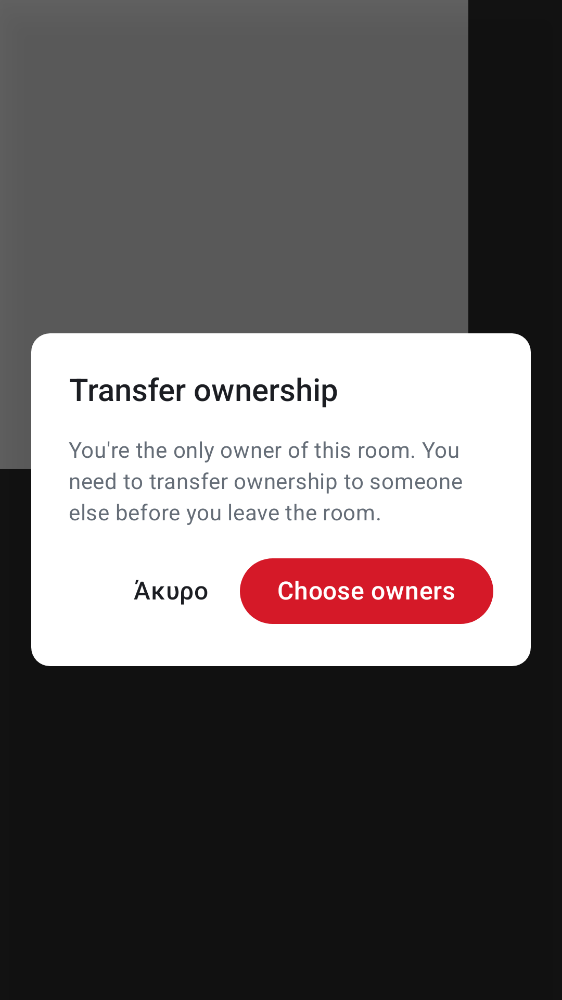 Transfer ownership
You're the only owner of this room. You
need to transfer ownership to someone
else before you leave the room.
Άκυρο
Choose owners